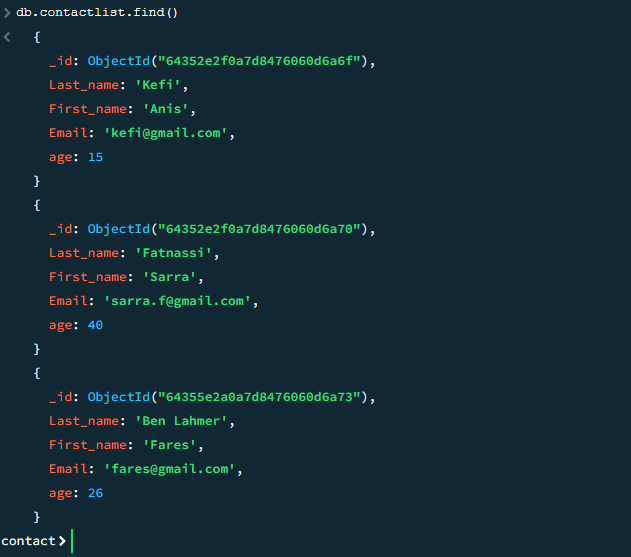 > db.contactlist.find()
< {
_id: ObjectId("64352e2f0a7d8476060d6a6f"),
Last_name: 'Kefi',
First_name: 'Anis',
Email: 'kefi@gmail.com',
age: 15
}
{
_id: ObjectId("64352e2f0a7d8476060d6a70"),
Last_name: 'Fatnassi',
First_name: 'Sarra',
Email: 'sarra.f@gmail.com',
age: 40
}
{
_id: ObjectId("64355e2a0a7d8476060d6a73"),
Last_name: 'Ben Lahmer',
First_name: 'Fares',
Email: 'fares@gmail.com',
age: 26
}
contact>